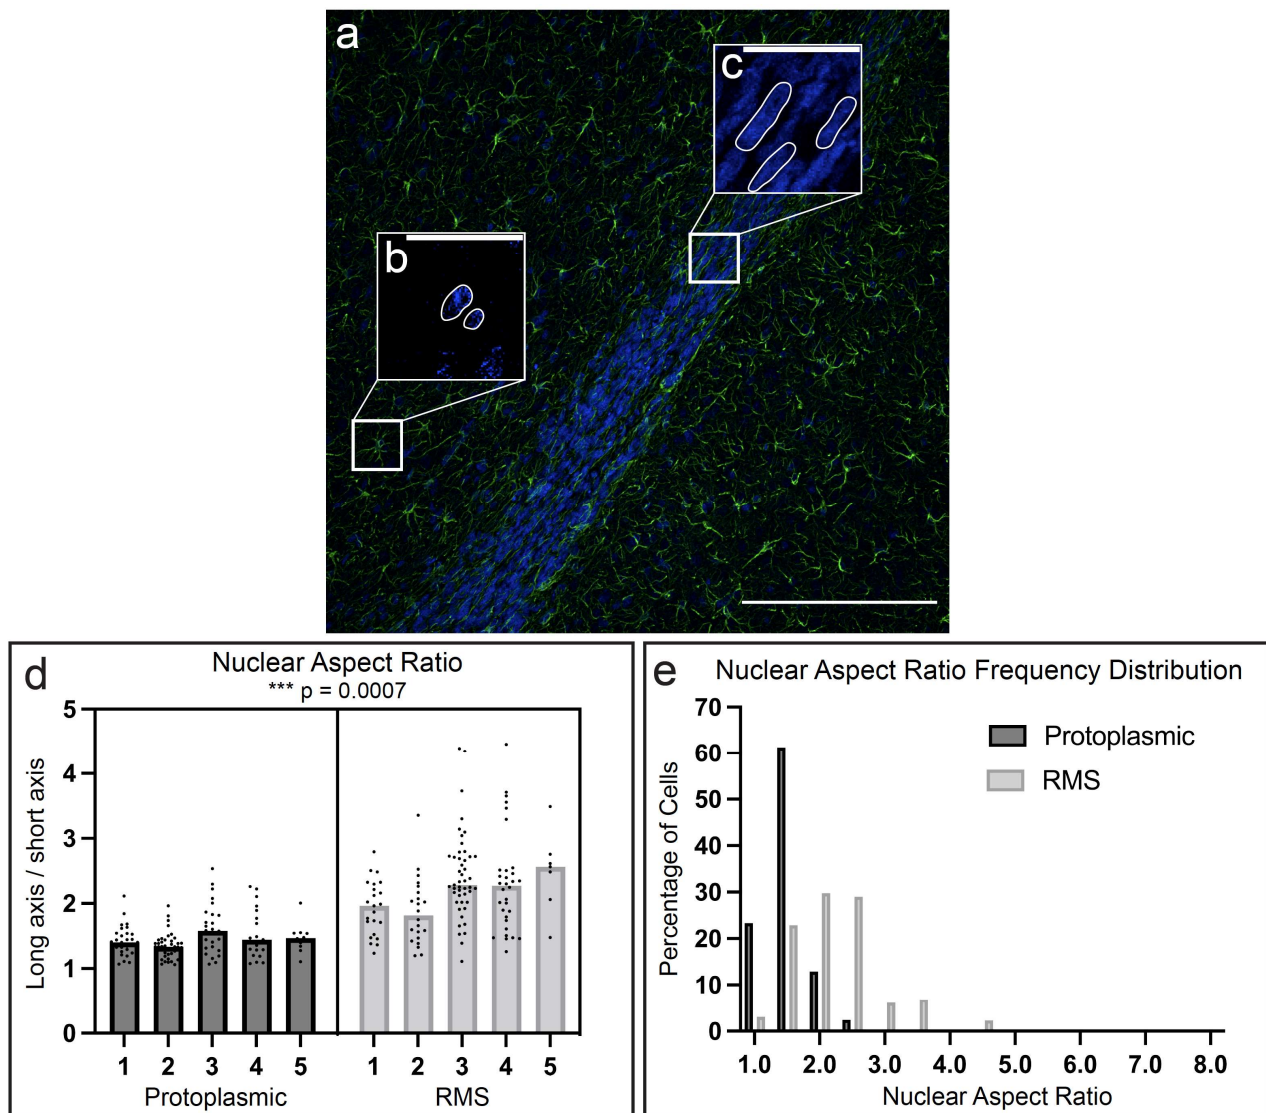 a
c
b
d
Nuclear Aspect Ratio
*** p = 0.0007
Long axis / short axis
5
4
3
2
1
0
1 2 3 4 5 1 2 3 4 5
Protoplasmic RMS
e
Nuclear Aspect Ratio Frequency Distribution
Percentage of Cells
70
60
50
40
30
20
10
0
Protoplasmic
RMS
1.0 2.0 3.0 4.0 5.0 6.0 7.0 8.0
Nuclear Aspect Ratio